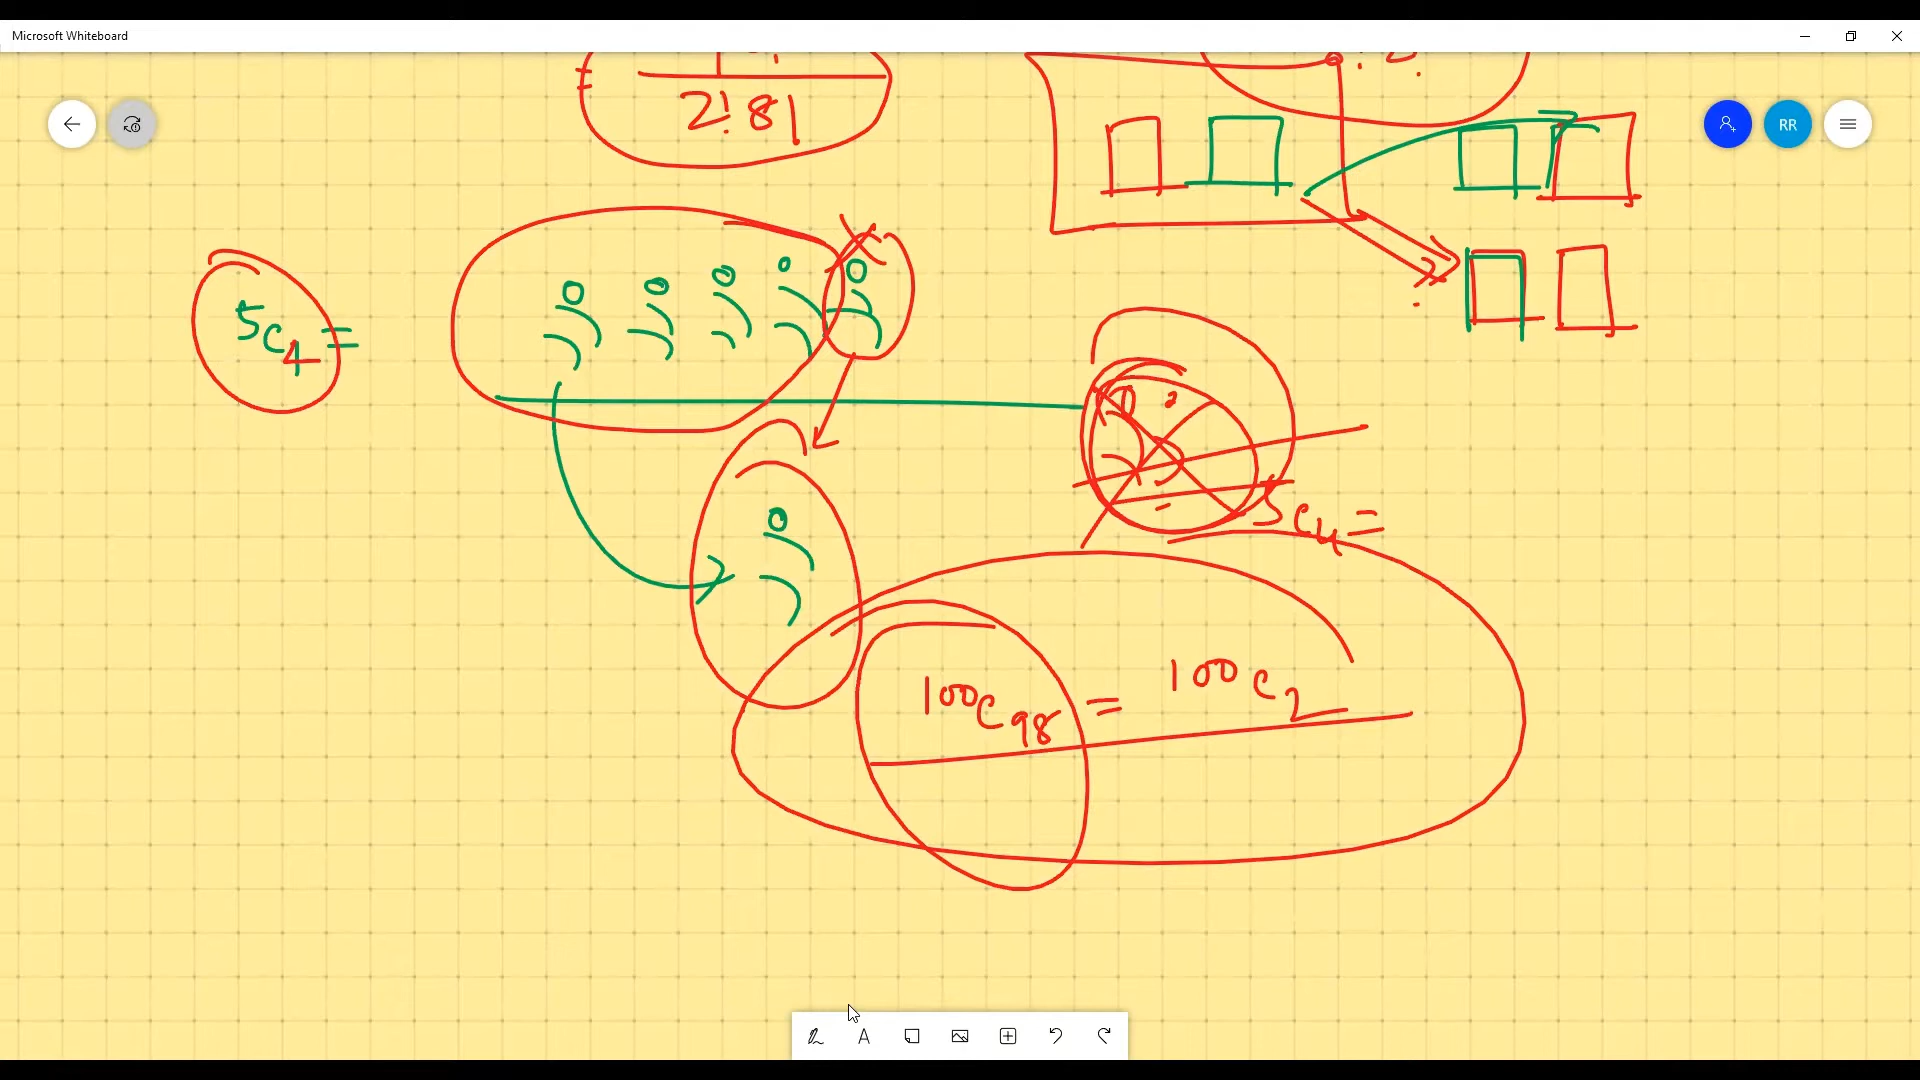 Microsoft Whiteboard
=
2!8!
RR
⁵C₄ =
5C₄ =
¹⁰⁰C₉₈ = ¹⁰⁰C₂